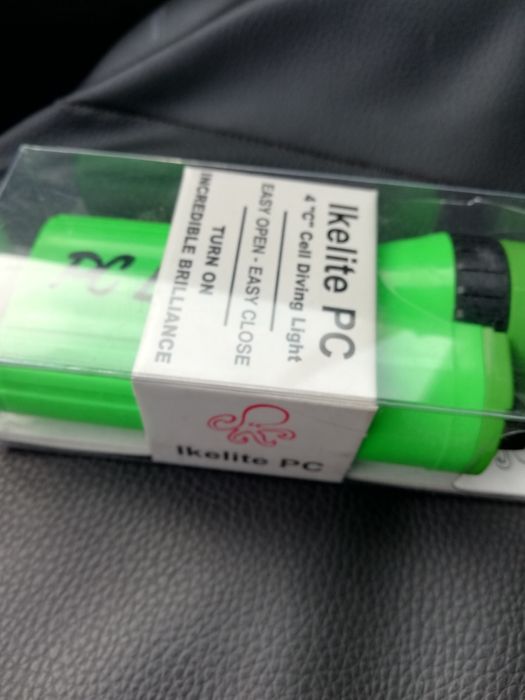 Ikelite PC
4 "C" Cell Diving Light
EASY OPEN - EASY CLOSE
TURN ON
INCREDIBLE BRILLIANCE
Ikelite PC